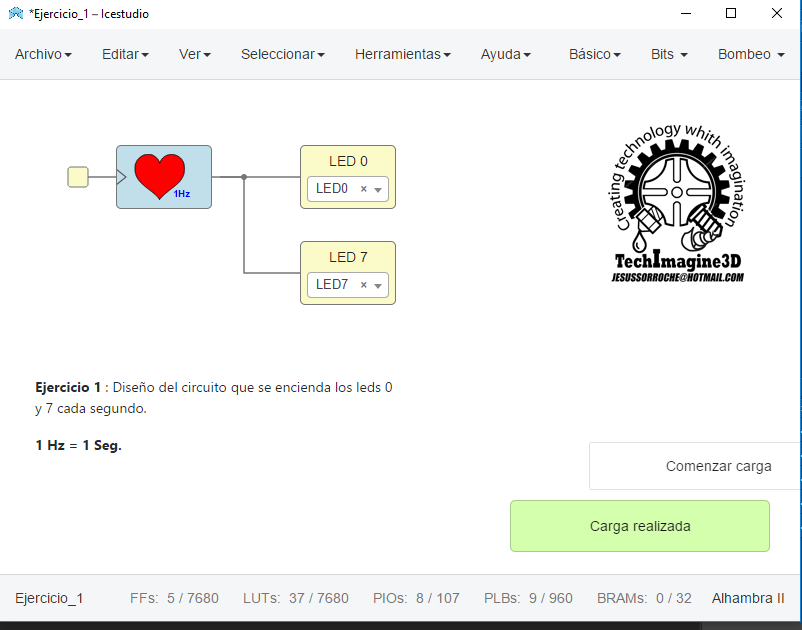 *Ejercicio_1 – Icestudio
Archivo Editar Ver Seleccionar Herramientas Ayuda Básico Bits Bombeo
1Hz
LED 0
LED0 ×
LED 7
LED7 ×
Creating technology whith imagination
TechImagine3D
JESUSSORROCHE@HOTMAIL.COM
Ejercicio 1 : Diseño del circuito que se encienda los leds 0
y 7 cada segundo.
1 Hz = 1 Seg.
Comenzar carga
Carga realizada
Ejercicio_1 FFs: 5 / 7680 LUTs: 37 / 7680 PIOs: 8 / 107 PLBs: 9 / 960 BRAMs: 0 / 32 Alhambra II